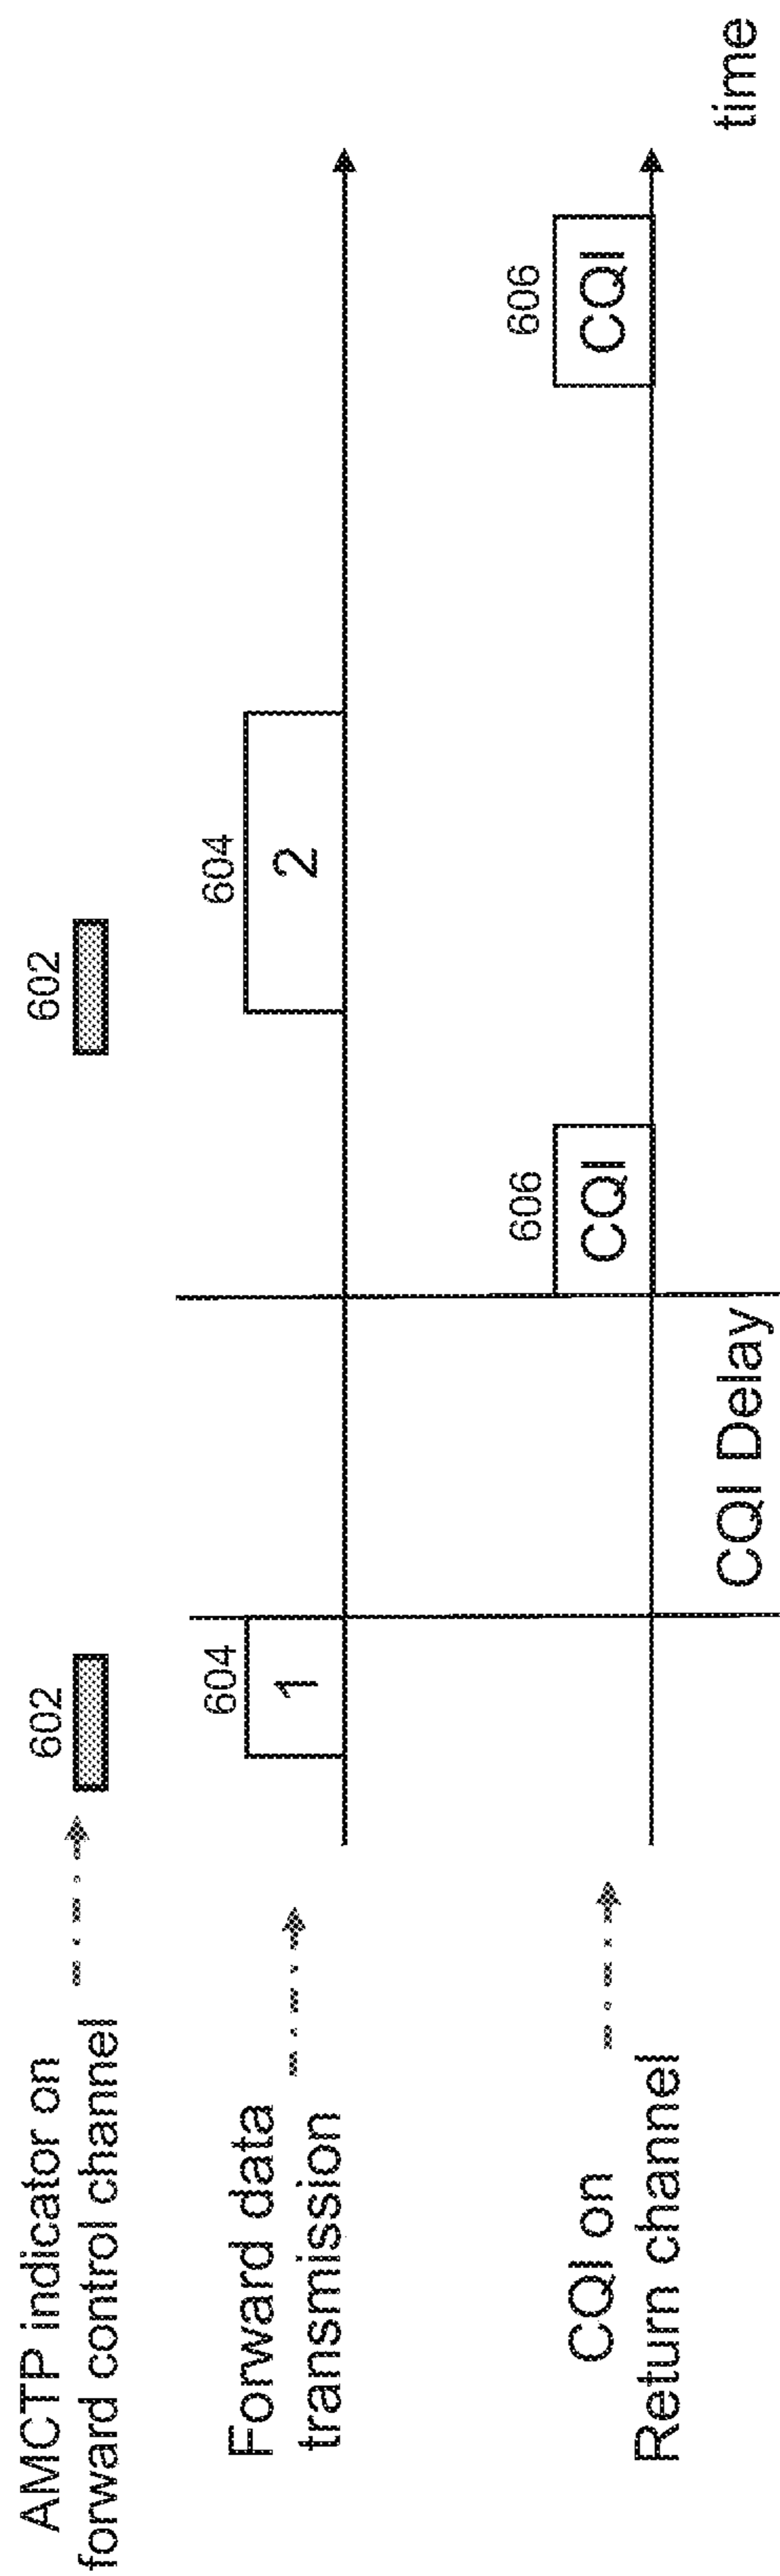 AMCTP indicator on
forward control channel
602
602
Forward data
transmission
604
1
604
2
CQI on
Return channel
606
CQI
606
CQI
CQI Delay
time